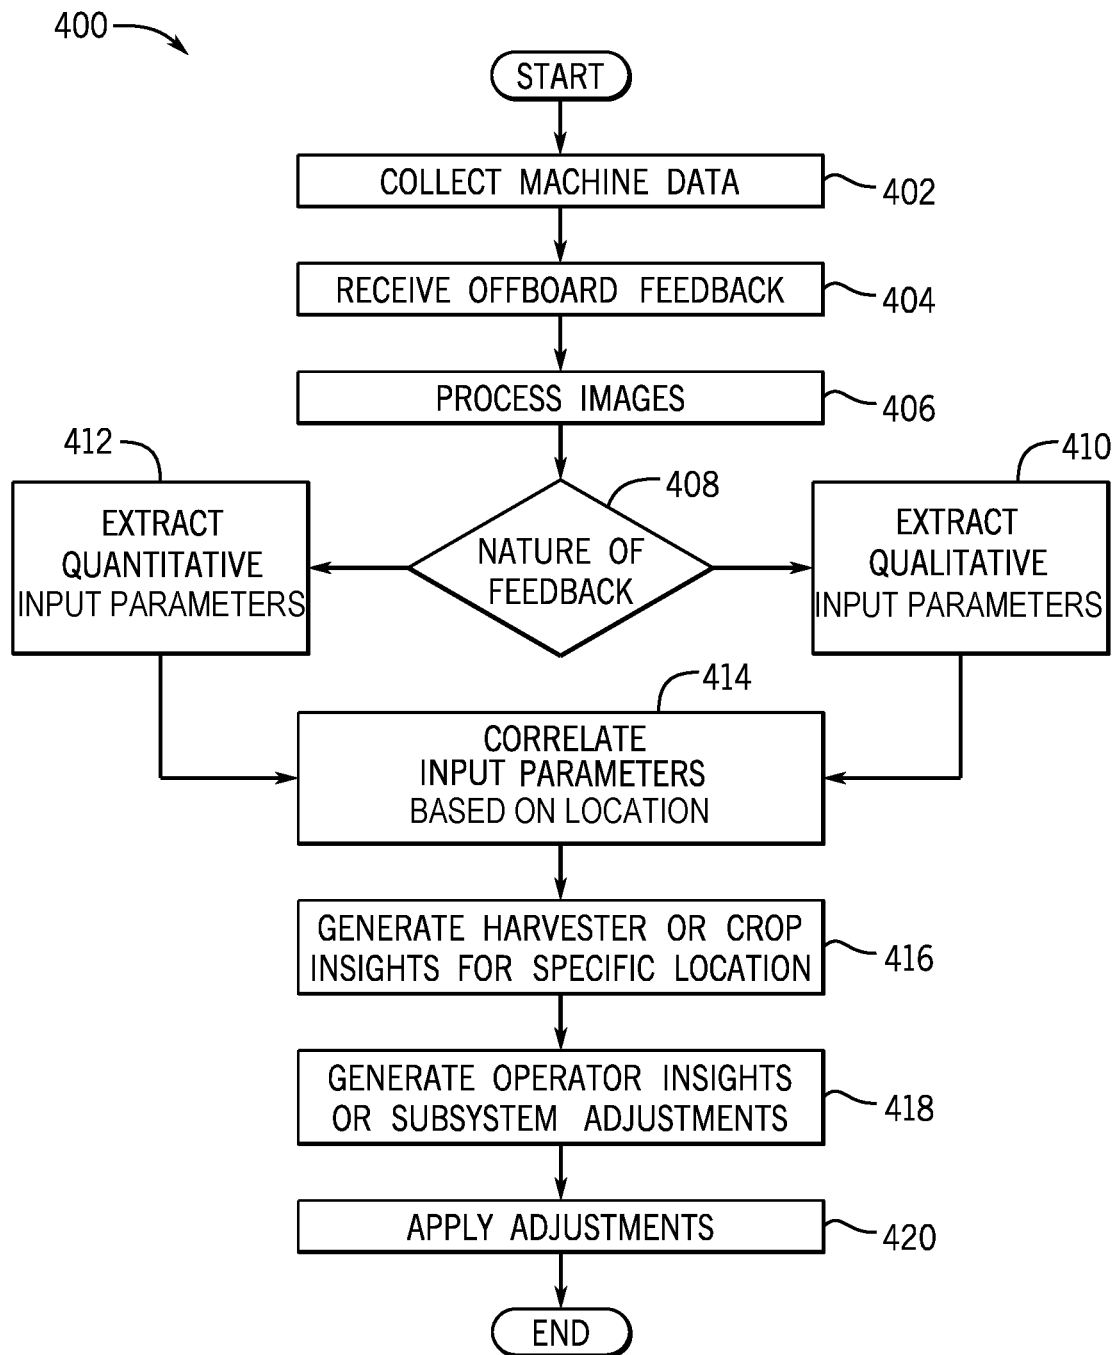 400
START
COLLECT MACHINE DATA
402
RECEIVE OFFBOARD FEEDBACK
404
PROCESS IMAGES
406
412
410
408
EXTRACT
QUANTITATIVE
INPUT PARAMETERS
NATURE OF
FEEDBACK
EXTRACT
QUALITATIVE
INPUT PARAMETERS
414
CORRELATE
INPUT PARAMETERS
BASED ON LOCATION
GENERATE HARVESTER OR CROP
INSIGHTS FOR SPECIFIC LOCATION
416
GENERATE OPERATOR INSIGHTS
OR SUBSYSTEM ADJUSTMENTS
418
APPLY ADJUSTMENTS
420
END